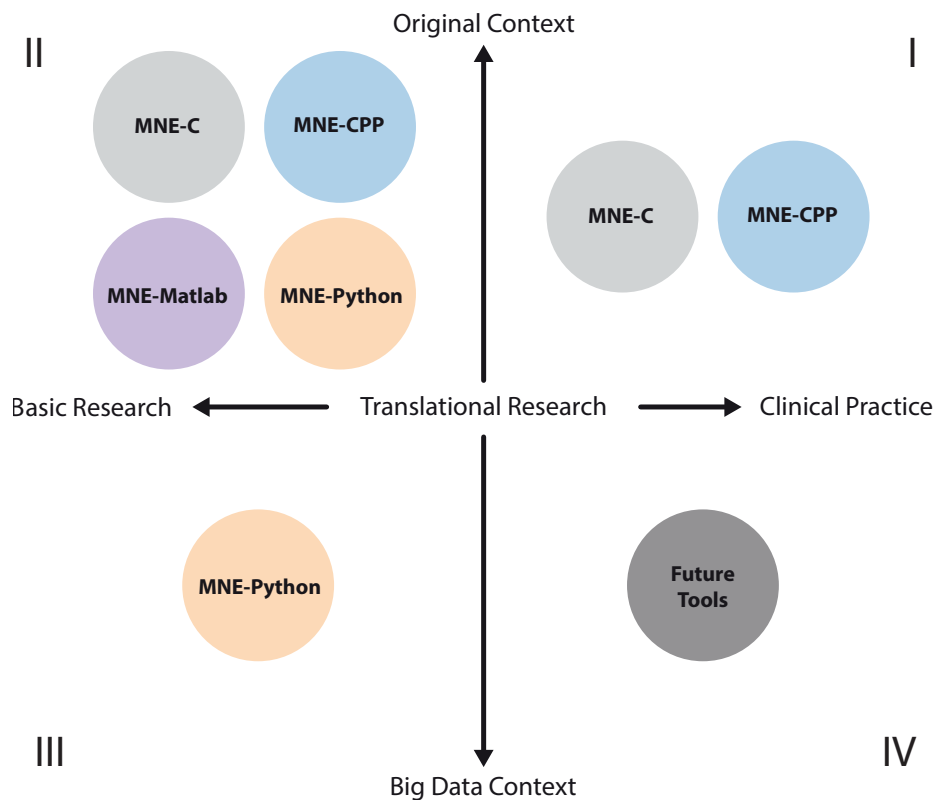 Original Context
II
I
MNE-C
MNE-CPP
MNE-C
MNE-CPP
MNE-Matlab
MNE-Python
Basic Research
Translational Research
Clinical Practice
MNE-Python
Future
Tools
III
IV
Big Data Context